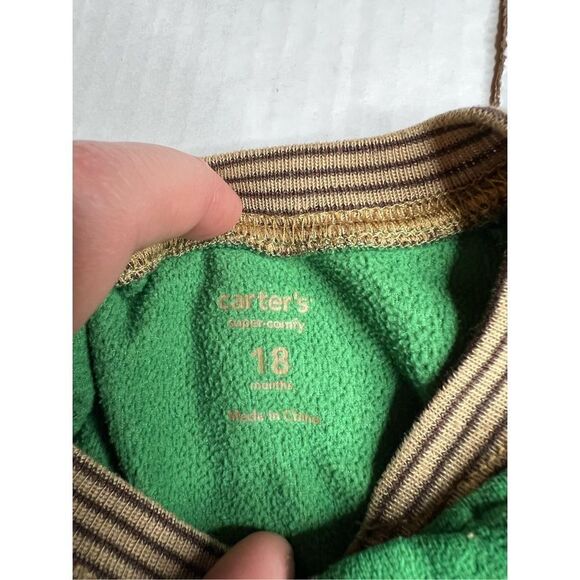 carter's
super-comfy
18
months
Made in China